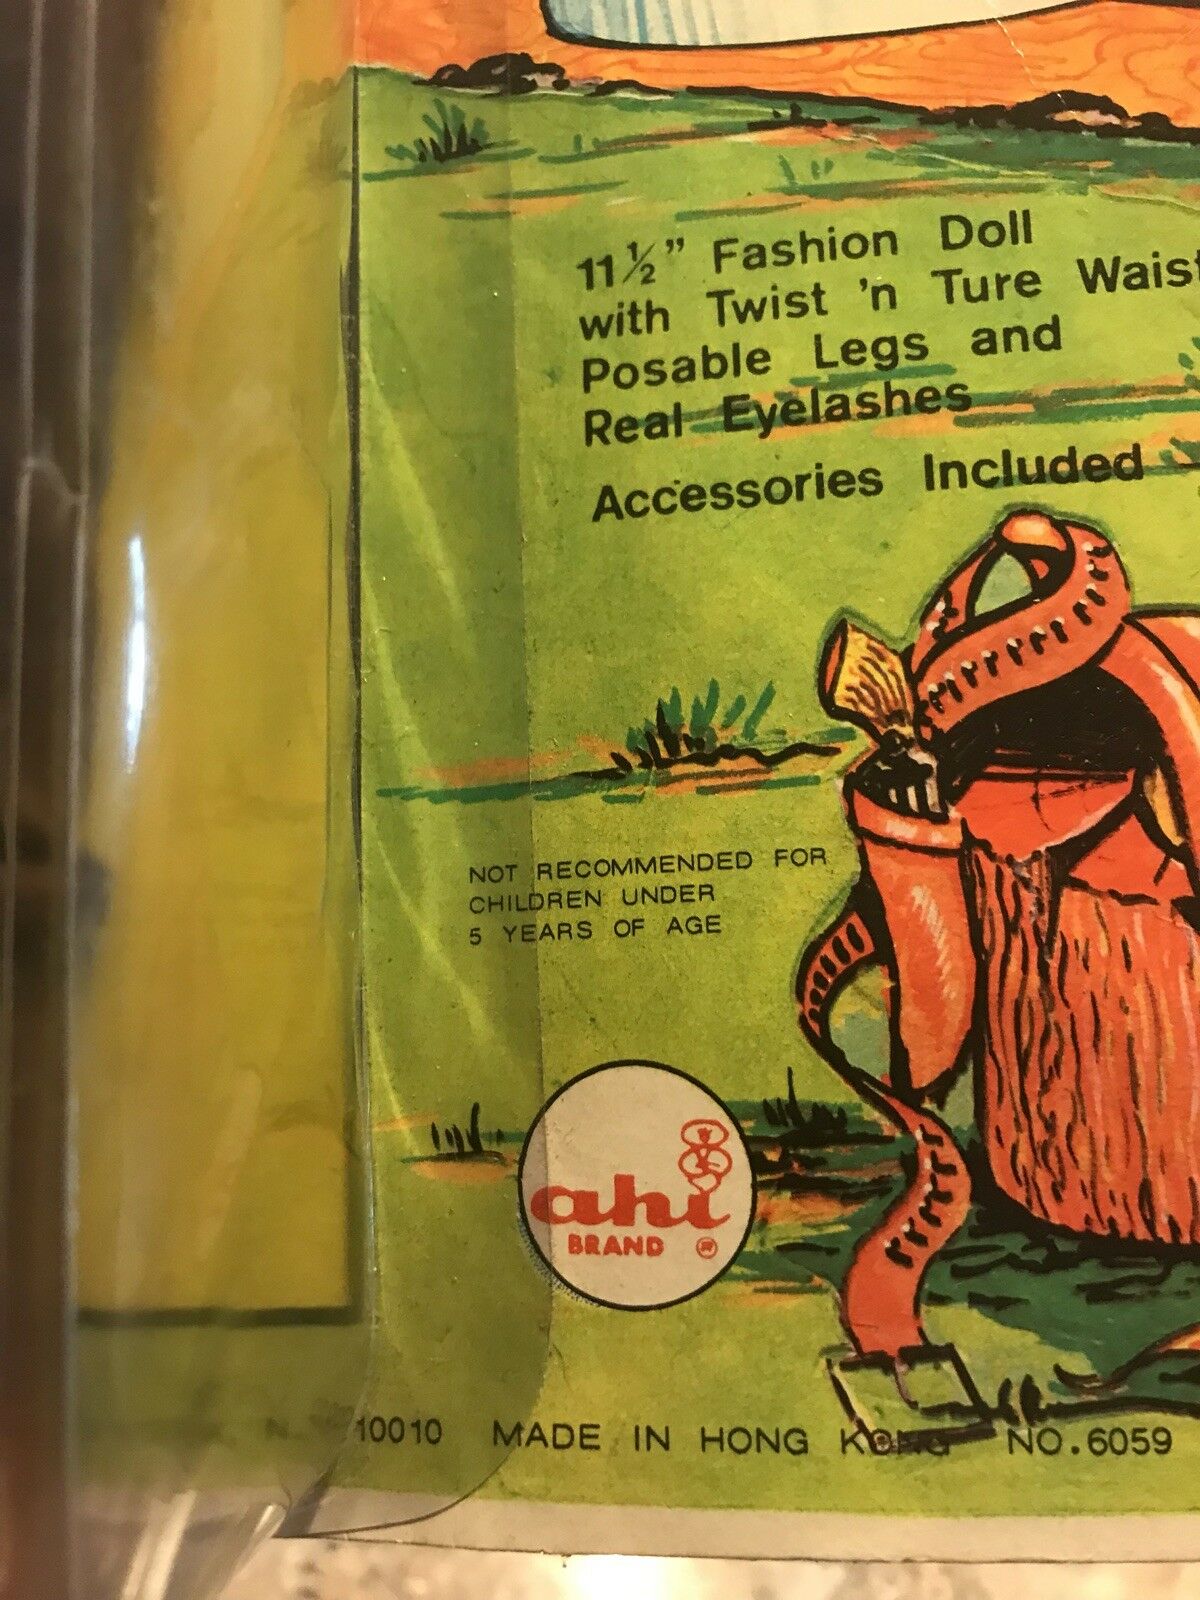 11½" Fashion Doll
with Twist 'n Ture Waist
Posable Legs and
Real Eyelashes
Accessories Included -
NOT RECOMMENDED FOR
CHILDREN UNDER
5 YEARS OF AGE
ahi
BRAND ®
10010 MADE IN HONG KONG NO.6059